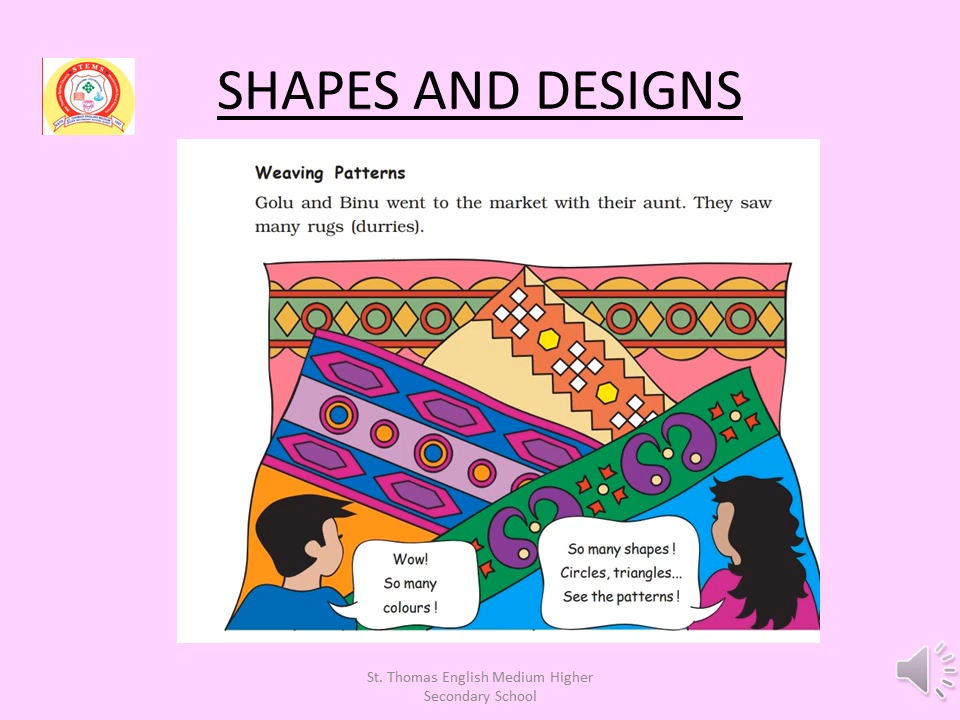 SHAPES AND DESIGNS
STEMS
Weaving Patterns
Golu and Binu went to the market with their aunt. They saw
many rugs (durries).
Wow!
So many
colours !
So many shapes !
Circles, triangles...
See the patterns !
St. Thomas English Medium Higher
Secondary School